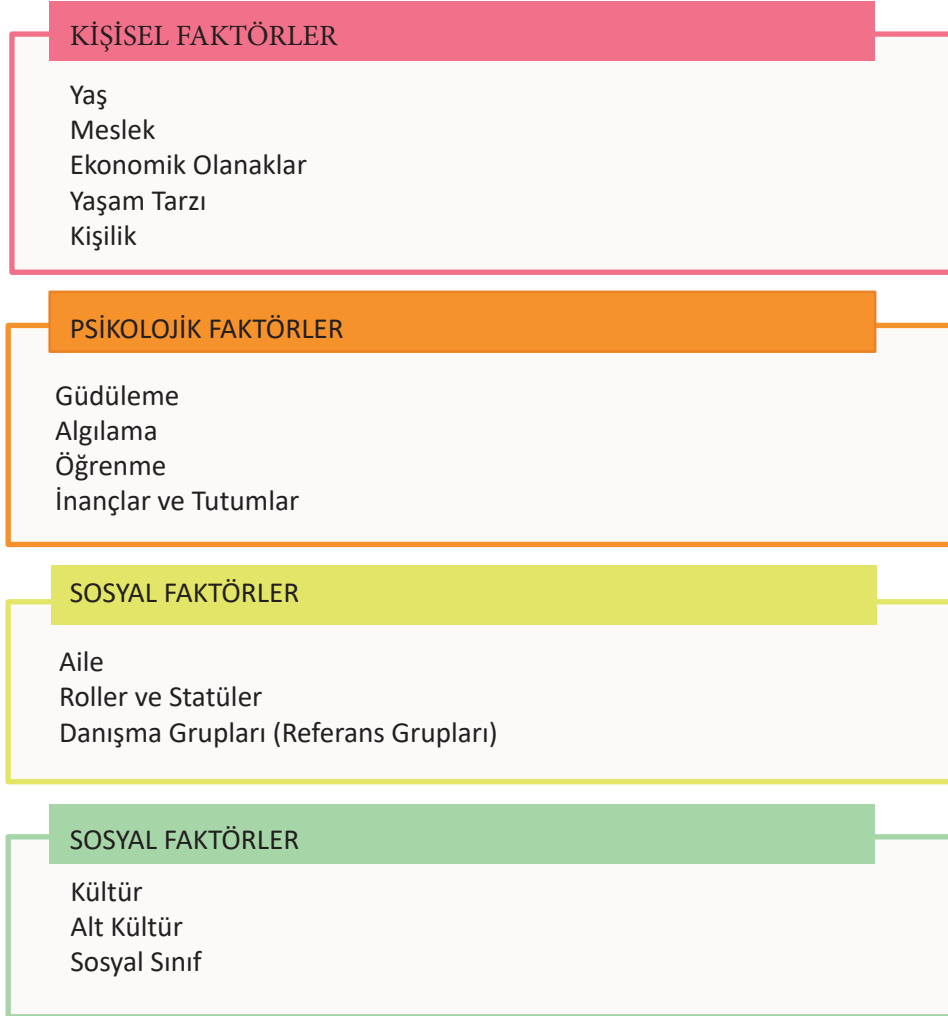 KİŞİSEL FAKTÖRLER
Yaş
Meslek
Ekonomik Olanaklar
Yaşam Tarzı
Kişilik
PSİKOLOJİK FAKTÖRLER
Güdüleme
Algılama
Öğrenme
İnançlar ve Tutumlar
SOSYAL FAKTÖRLER
Aile
Roller ve Statüler
Danışma Grupları (Referans Grupları)
SOSYAL FAKTÖRLER
Kültür
Alt Kültür
Sosyal Sınıf